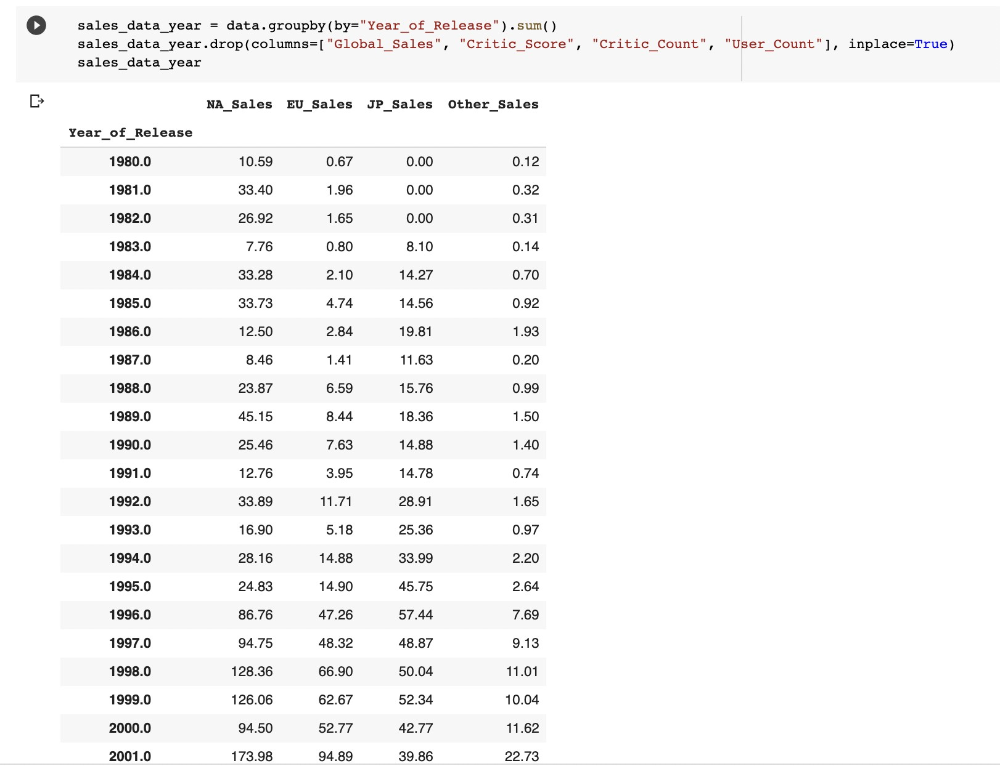 sales_data_year = data.groupby(by="Year_of_Release").sum()
sales_data_year.drop(columns=["Global_Sales", "Critic_Score", "Critic_Count", "User_Count"], inplace=True)
sales_data_year
NA_Sales EU_Sales JP_Sales Other_Sales
Year_of_Release
1980.0 10.59 0.67 0.00 0.12
1981.0 33.40 1.96 0.00 0.32
1982.0 26.92 1.65 0.00 0.31
1983.0 7.76 0.80 8.10 0.14
1984.0 33.28 2.10 14.27 0.70
1985.0 33.73 4.74 14.56 0.92
1986.0 12.50 2.84 19.81 1.93
1987.0 8.46 1.41 11.63 0.20
1988.0 23.87 6.59 15.76 0.99
1989.0 45.15 8.44 18.36 1.50
1990.0 25.46 7.63 14.88 1.40
1991.0 12.76 3.95 14.78 0.74
1992.0 33.89 11.71 28.91 1.65
1993.0 16.90 5.18 25.36 0.97
1994.0 28.16 14.88 33.99 2.20
1995.0 24.83 14.90 45.75 2.64
1996.0 86.76 47.26 57.44 7.69
1997.0 94.75 48.32 48.87 9.13
1998.0 128.36 66.90 50.04 11.01
1999.0 126.06 62.67 52.34 10.04
2000.0 94.50 52.77 42.77 11.62
2001.0 173.98 94.89 39.86 22.73